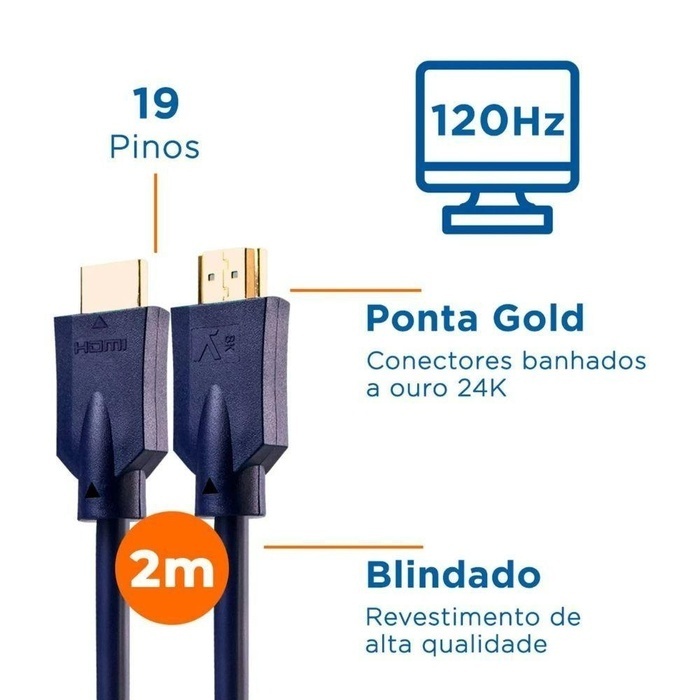 19
Pinos
120Hz
HDMI
8K
Ponta Gold
Conectores banhados
a ouro 24K
2m
Blindado
Revestimento de
alta qualidade